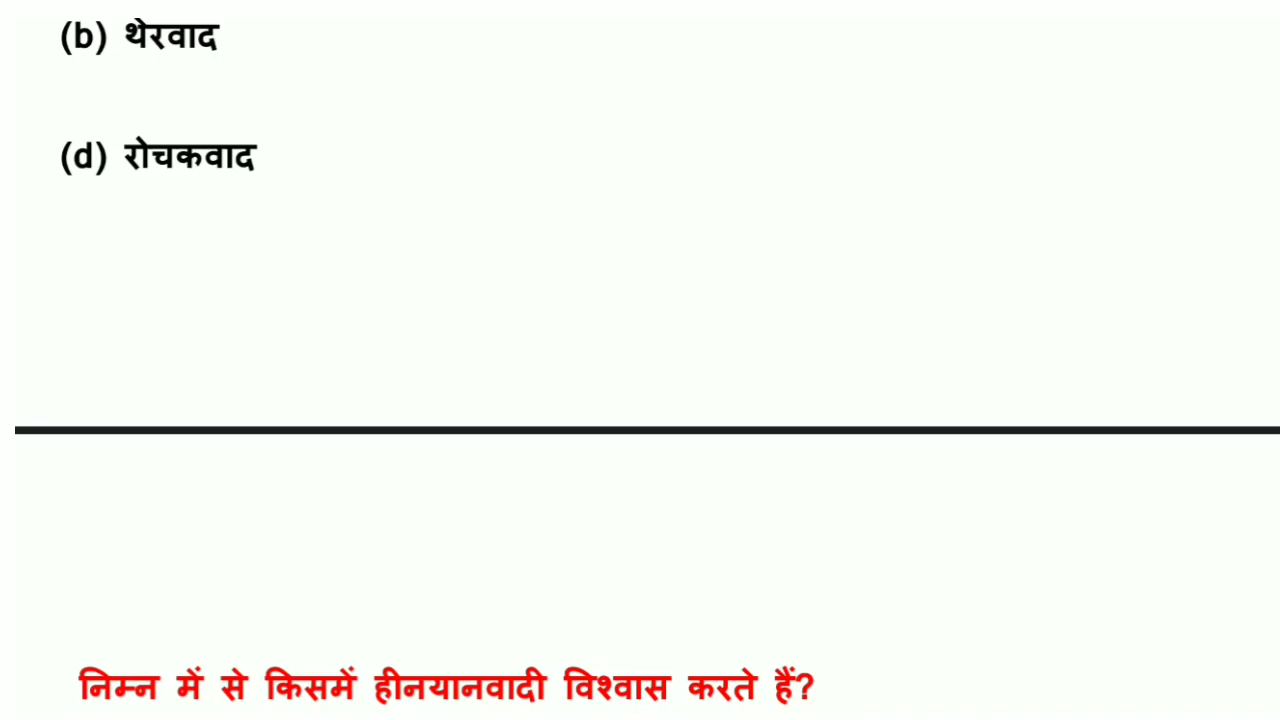 (b) थेरवाद
(d) रोचकवाद
निम्न में से किसमें हीनयानवादी विश्वास करते हैं?